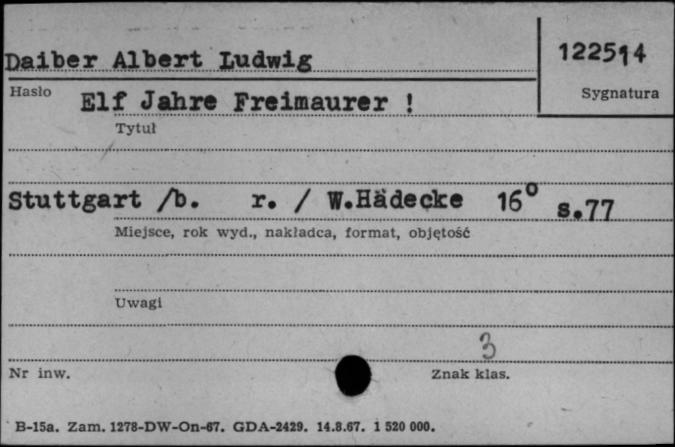 Daiber Albert Ludwig
122514
Hasło
Sygnatura
Elf Jahre Freimaurer !
Tytuł
Stuttgart /b. r. / W.Hädecke 16° s.77
Miejsce, rok wyd., nakładca, format, objętość
Uwagi
3
Nr inw.
Znak klas.
B-15a. Zam. 1278-DW-On-67. GDA-2429. 14.8.67. 1 520 000.